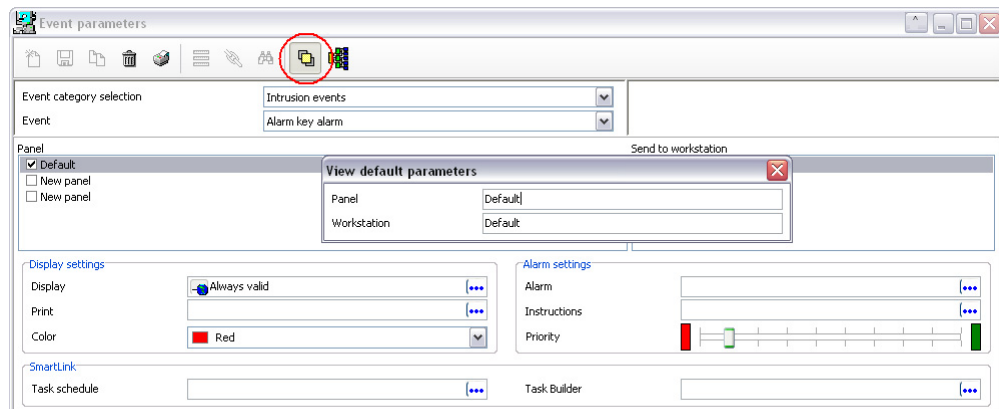 Event parameters
Event category selection Intrusion events
Event Alarm key alarm
Panel Send to workstation
Default
New panel
New panel
View default parameters
Panel Default
Workstation Default
Display settings Alarm settings
Display Always valid Alarm
Print Instructions
Color Red Priority
SmartLink
Task schedule Task Builder